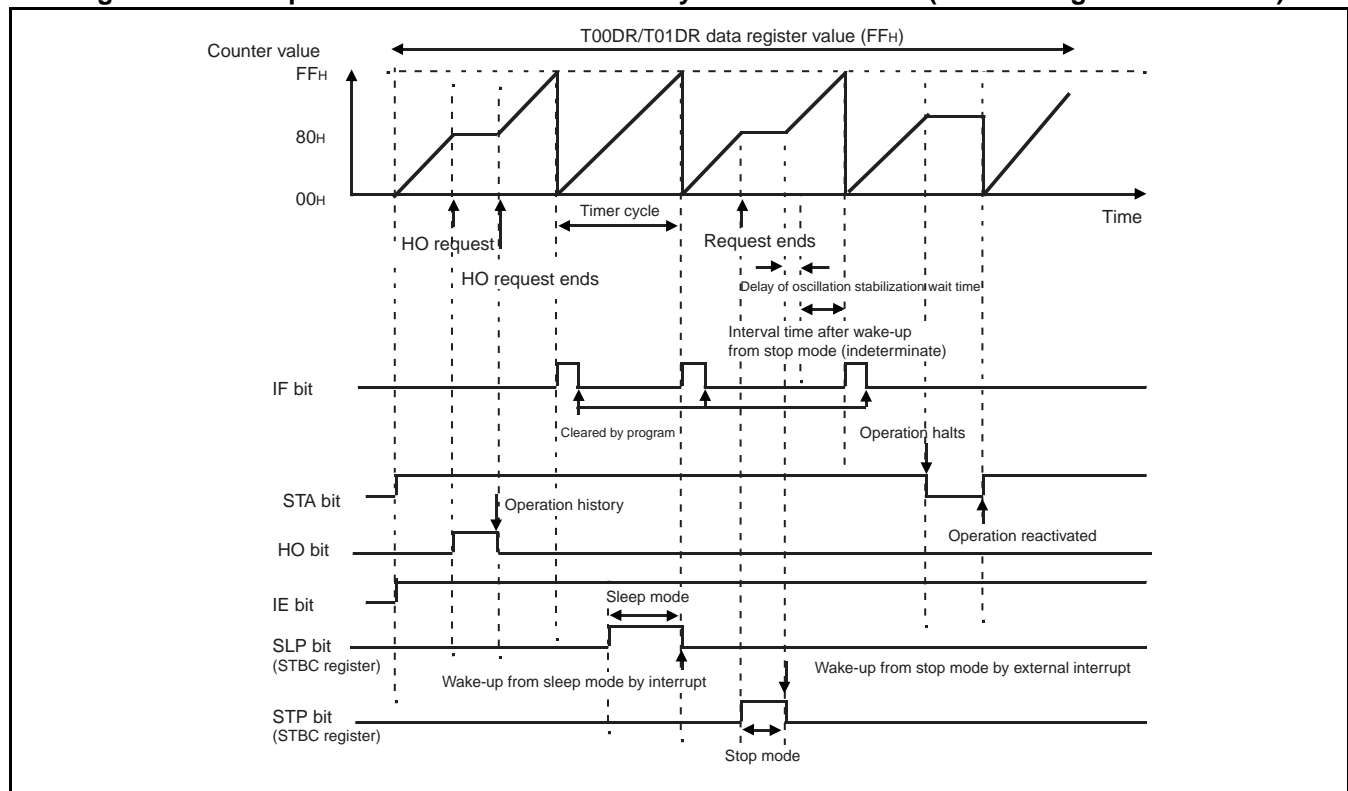 T00DR/T01DR data register value (FFH)
Counter value
FFH
80H
00H
Time
Timer cycle
HO request
Request ends
HO request ends
Delay of oscillation stabilization wait time
Interval time after wake-up
from stop mode (indeterminate)
IF bit
Cleared by program
Operation halts
STA bit
Operation history
Operation reactivated
HO bit
IE bit
Sleep mode
SLP bit
(STBC register)
Wake-up from sleep mode by interrupt
Wake-up from stop mode by external interrupt
STP bit
(STBC register)
Stop mode